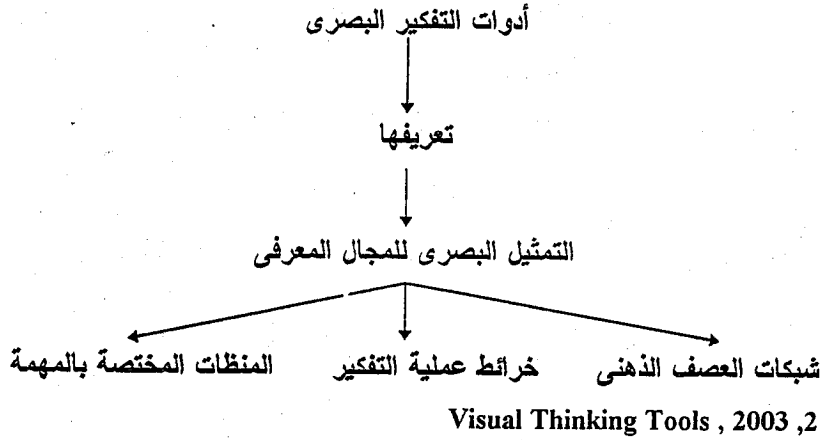 أدوات التفكير البصرى
تعريفها
التمثيل البصرى للمجال المعرفى
شبكات العصف الذهنى خرائط عملية التفكير المنظات المختصة بالمهمة
Visual Thinking Tools , 2003 ,2